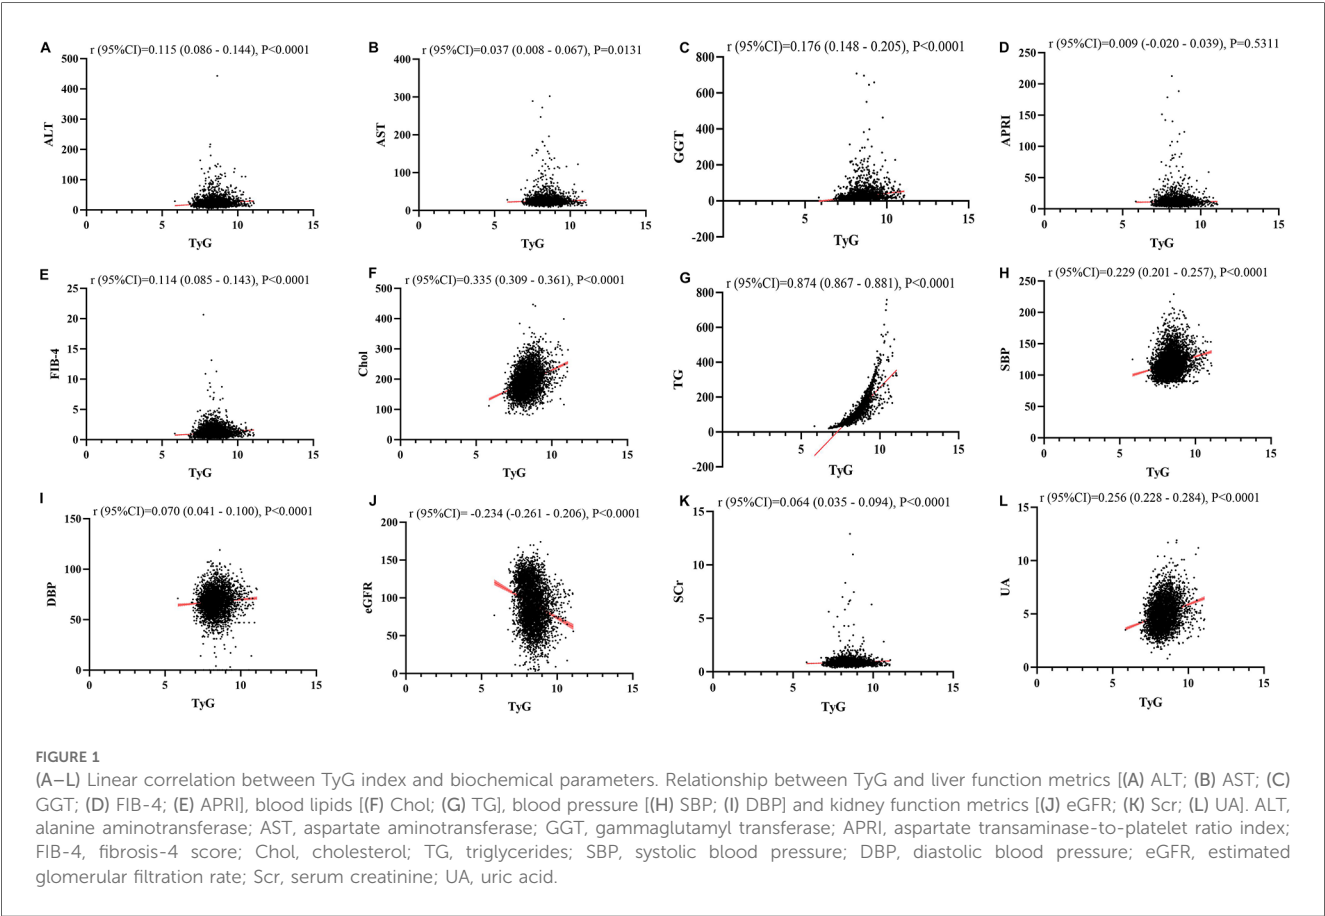 A
r (95%CI)=0.115 (0.086 - 0.144), P<0.0001
500
400
300
200
100
0
ALT
0
5
10
15
TyG
B
r (95%CI)=0.037 (0.008 - 0.067), P=0.0131
400
300
200
100
0
AST
0
5
10
15
TyG
C
r (95%CI)=0.176 (0.148 - 0.205), P<0.0001
800
600
400
200
0
-200
GGT
5
10
15
TyG
D
r (95%CI)=0.009 (-0.020 - 0.039), P=0.5311
250
200
150
100
50
0
APRI
0
5
10
15
TyG
E
r (95%CI)=0.114 (0.085 - 0.143), P<0.0001
25
20
15
10
5
0
FIB-4
0
5
10
15
TyG
F
r (95%CI)=0.335 (0.309 - 0.361), P<0.0001
500
400
300
200
100
0
Chol
0
5
10
15
TyG
G
r (95%CI)=0.874 (0.867 - 0.881), P<0.0001
800
600
400
200
0
-200
TG
5
10
15
TyG
H
r (95%CI)=0.229 (0.201 - 0.257), P<0.0001
250
200
150
100
50
0
SBP
0
5
10
15
TyG
I
r (95%CI)=0.070 (0.041 - 0.100), P<0.0001
150
100
50
0
DBP
0
5
10
15
TyG
J
r (95%CI)= -0.234 (-0.261 - 0.206), P<0.0001
200
150
100
50
0
eGFR
0
5
10
15
TyG
K
r (95%CI)=0.064 (0.035 - 0.094), P<0.0001
15
10
5
0
SCr
0
5
10
15
TyG
L
r (95%CI)=0.256 (0.228 - 0.284), P<0.0001
15
10
5
0
UA
0
5
10
15
TyG
FIGURE 1
(A–L) Linear correlation between TyG index and biochemical parameters. Relationship between TyG and liver function metrics [(A) ALT; (B) AST; (C)
GGT; (D) FIB-4; (E) APRI], blood lipids [(F) Chol; (G) TG], blood pressure [(H) SBP; (I) DBP] and kidney function metrics [(J) eGFR; (K) Scr; (L) UA]. ALT,
alanine aminotransferase; AST, aspartate aminotransferase; GGT, gammaglutamyl transferase; APRI, aspartate transaminase-to-platelet ratio index;
FIB-4, fibrosis-4 score; Chol, cholesterol; TG, triglycerides; SBP, systolic blood pressure; DBP, diastolic blood pressure; eGFR, estimated
glomerular filtration rate; Scr, serum creatinine; UA, uric acid.